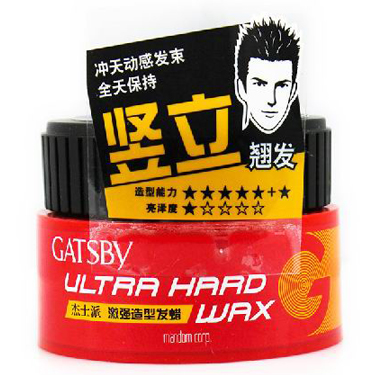 冲天动感发束
全天保持
竖立
翘发
造型能力 ★★★★★+★
亮泽度 ★☆☆☆☆
GATSBY
ULTRA HARD
杰士派 激强造型发蜡 WAX
mandom corp.